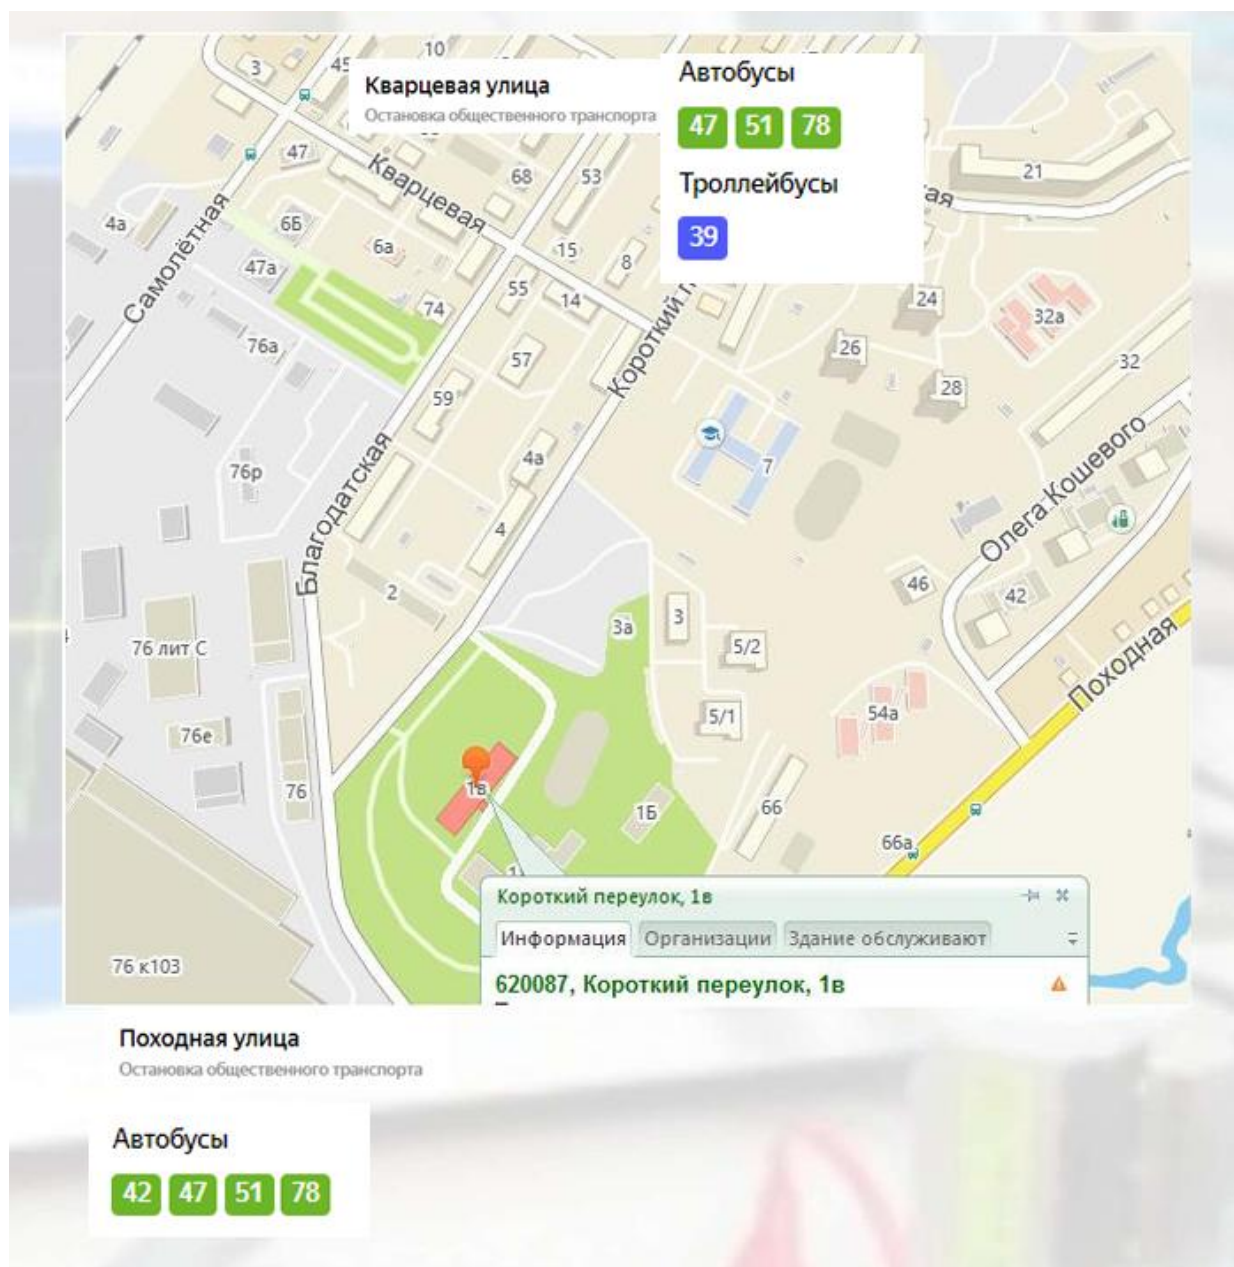 10
3
45
Кварцевая улица
Остановка общественного транспорта
Автобусы
47 51 78
Троллейбусы
39
47
Кварцевая
68
53
21
ая
4а
Самолётная
6Б
6а
15
8
47а
55
14
74
24
32а
76а
57
Короткий п
26
32
59
28
76р
Благодатская
4а
7
Олега Кошевого
4
2
46
42
3а
3
5/2
76 лит С
Походная
54а
5/1
76е
1в
76
1Б
66
66а
Короткий переулок, 1в
Информация Организации Здание обслуживают
76 к103
620087, Короткий переулок, 1в
Походная улица
Остановка общественного транспорта
Автобусы
42 47 51 78